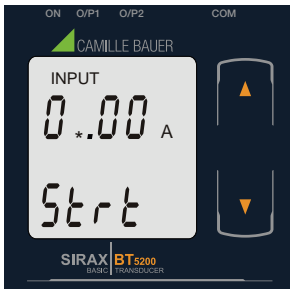 ON O/P1 O/P2 COM
CAMILLE BAUER
INPUT
0*.00 A
Strt
SIRAX BT5200
BASIC TRANSDUCER